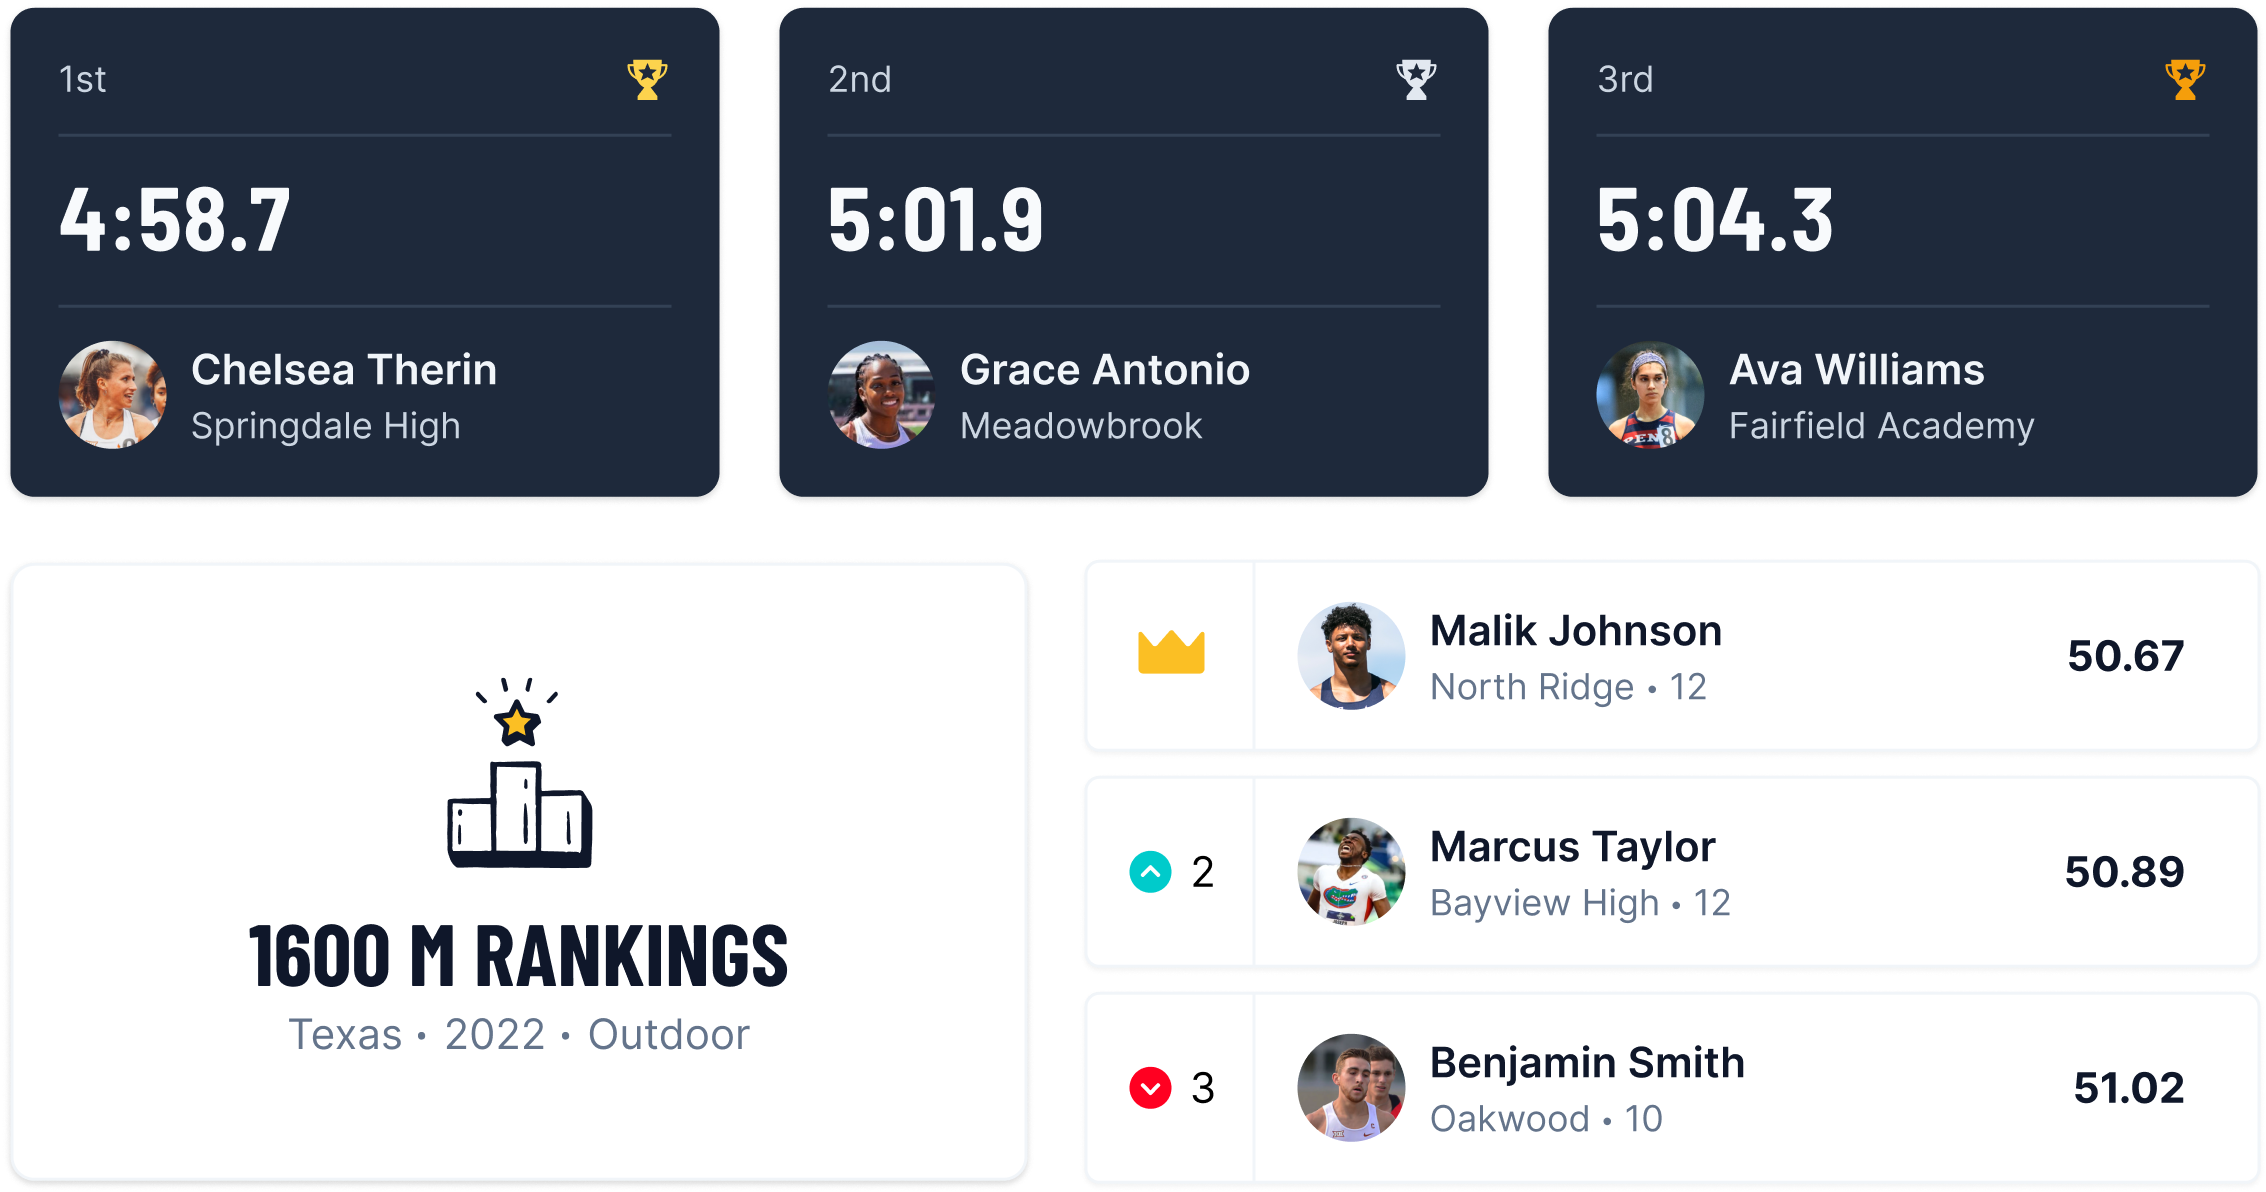 1st
4:58.7
Chelsea Therin
Springdale High
2nd
5:01.9
Grace Antonio
Meadowbrook
3rd
5:04.3
Ava Williams
Fairfield Academy
PEN
8
1600 M RANKINGS
Texas • 2022 • Outdoor
Malik Johnson
North Ridge • 12
50.67
2
Marcus Taylor
Bayview High • 12
50.89
3
Benjamin Smith
Oakwood • 10
51.02